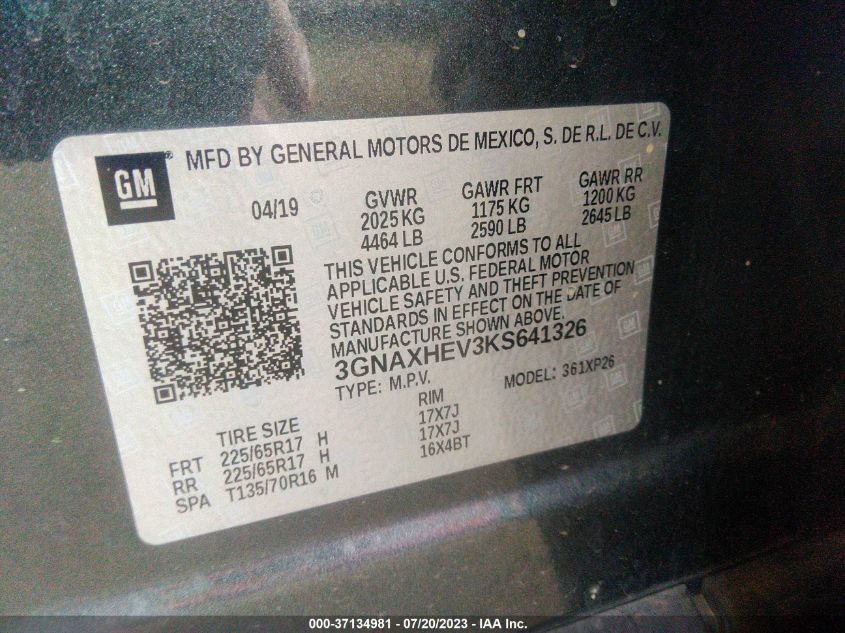 GM® MFD BY GENERAL MOTORS DE MEXICO, S. DE R.L. DE C.V.
04/19 GVWR GAWR FRT GAWR RR
2025 KG 1175 KG 1200 KG
4464 LB 2590 LB 2645 LB
THIS VEHICLE CONFORMS TO ALL
APPLICABLE U.S. FEDERAL MOTOR
VEHICLE SAFETY AND THEFT PREVENTION
STANDARDS IN EFFECT ON THE DATE OF
MANUFACTURE SHOWN ABOVE.
3GNAXHEV3KS641326
TYPE: M.P.V. MODEL: 361XP26
TIRE SIZE RIM
FRT 225/65R17 H 17X7J
RR 225/65R17 H 17X7J
SPA T135/70R16 M 16X4BT
000-37134981 - 07/20/2023 - IAA Inc.